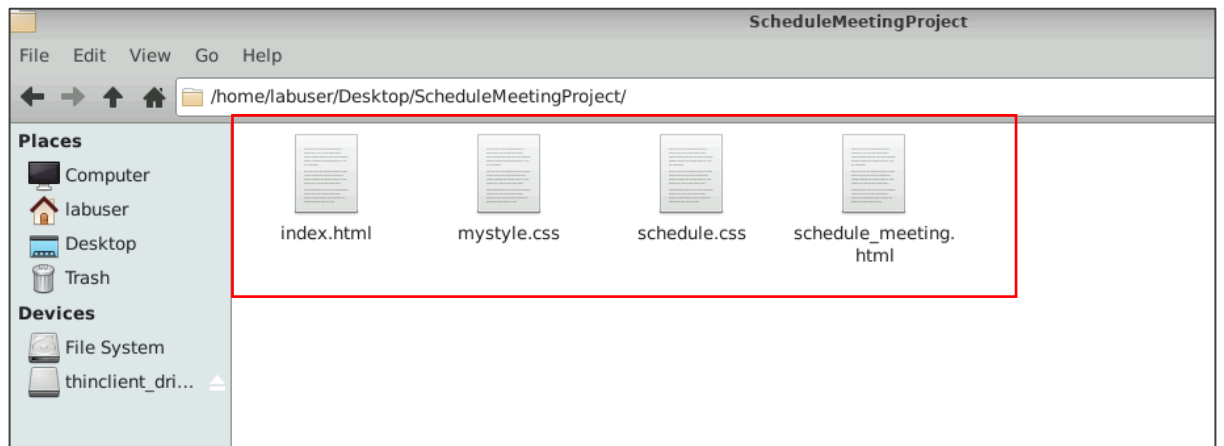 ScheduleMeetingProject
File Edit View Go Help
/home/labuser/Desktop/ScheduleMeetingProject/
Places
Computer
labuser
Desktop
Trash
Devices
File System
thinclient_dri...
index.html
mystyle.css
schedule.css
schedule_meeting.
html